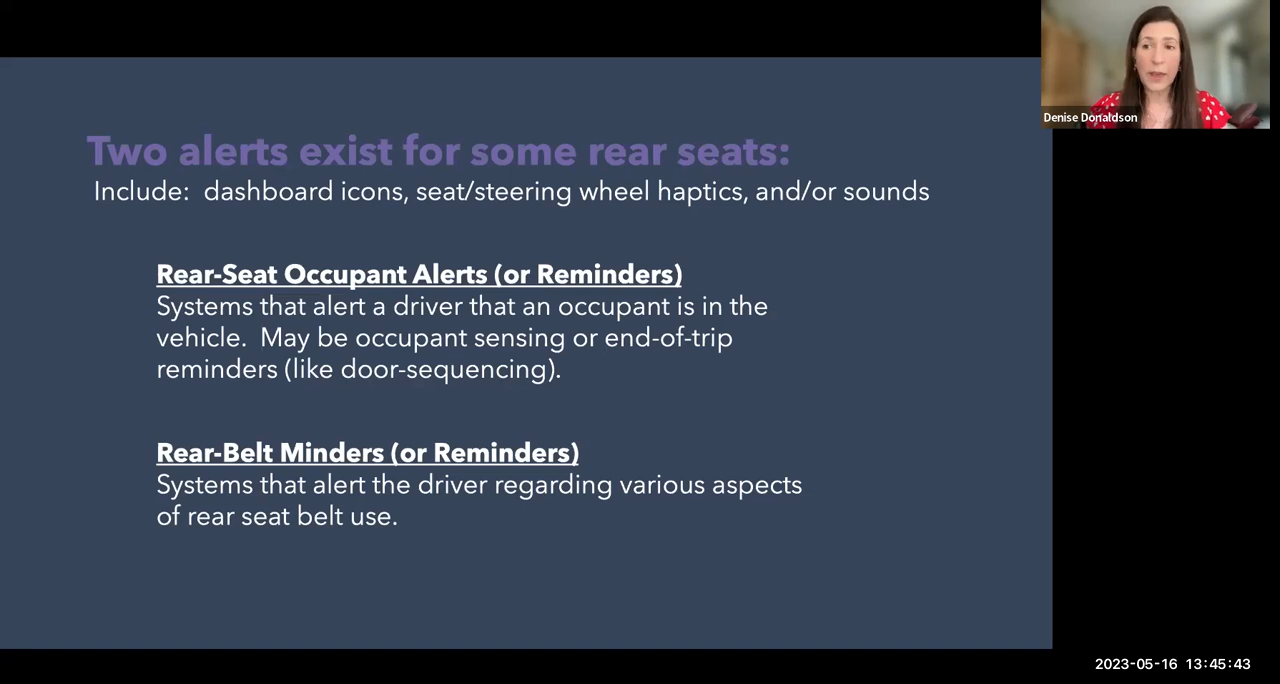 Denise Donaldson
Two alerts exist for some rear seats:
Include:  dashboard icons, seat/steering wheel haptics, and/or sounds
Rear-Seat Occupant Alerts (or Reminders)
Systems that alert a driver that an occupant is in the
vehicle.  May be occupant sensing or end-of-trip
reminders (like door-sequencing).
Rear-Belt Minders (or Reminders)
Systems that alert the driver regarding various aspects
of rear seat belt use.
2023-05-16  13:45:43